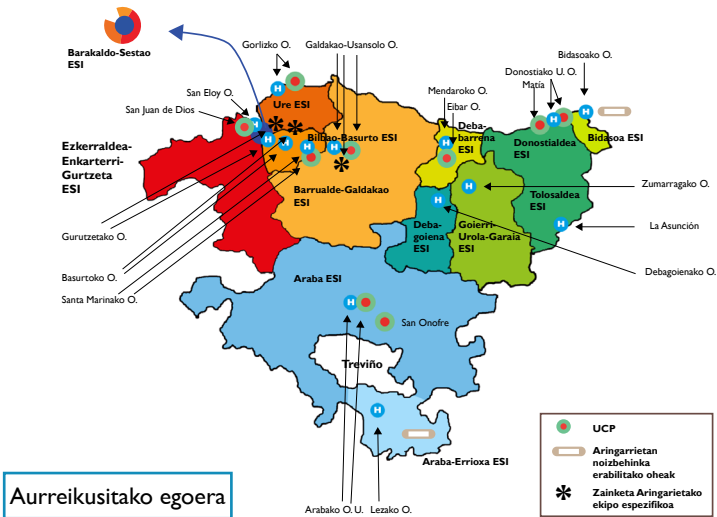 Barakaldo-Sestao
ESI
Gorlizko O.
Galdakao-Usansolo O.
Bidasoako O.
Donostiako U. O.
Matía
Mendaroko O.
Eibar O.
San Eloy O.
San Juan de Dios
H
H
H
H
H
H
H
H
H
H
H
H
H
Ure ESI
Bilbao-Basurto ESI
Deba-
barrena
ESI
Donostialdea
ESI
Bidasoa ESI
Ezkerraldea-
Enkarterri-
Gurtzeta
ESI
Barrualde-Galdakao
ESI
Zumarragako O.
Tolosaldea
ESI
Gurutzetako O.
Deba-
goiena
ESI
Goierri-
Urola-Garaia
ESI
La Asunción
Basurtoko O.
Santa Marinako O.
Debagoienako O.
Araba ESI
San Onofre
Treviño
Araba-Errioxa ESI
Arabako O. U.
Lezako O.
UCP
Aringarrietan
noizbehinka
erabilitako oheak
Zainketa Aringarietako
ekipo espezifikoa
Aurreikusitako egoera